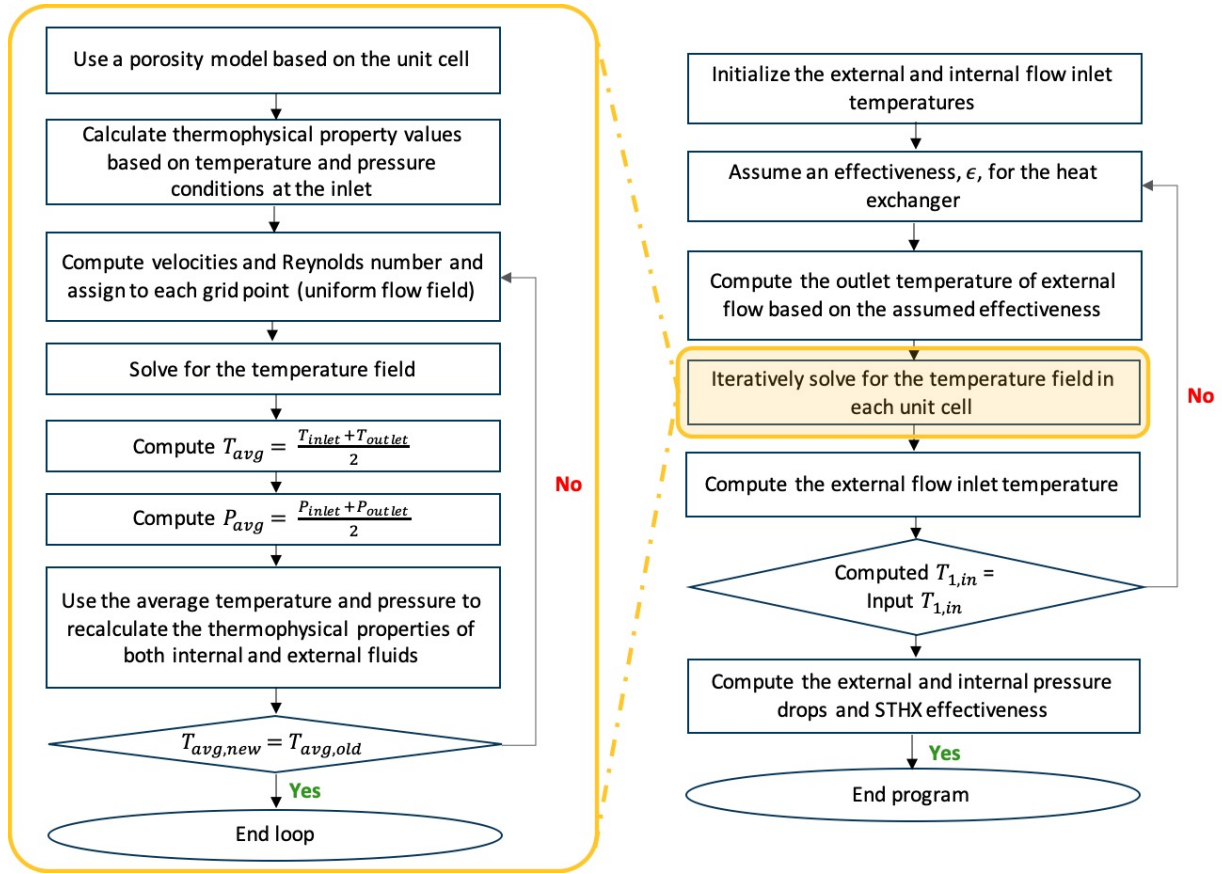 Use a porosity model based on the unit cell
Calculate thermophysical property values
based on temperature and pressure
conditions at the inlet
Compute velocities and Reynolds number and
assign to each grid point (uniform flow field)
Solve for the temperature field
Compute T_avg = (T_inlet + T_outlet)/2
Compute P_avg = (P_inlet + P_outlet)/2
Use the average temperature and pressure to
recalculate the thermophysical properties of
both internal and external fluids
T_avg,new = T_avg,old
No
Yes
End loop
Initialize the external and internal flow inlet
temperatures
Assume an effectiveness, ϵ, for the heat
exchanger
Compute the outlet temperature of external
flow based on the assumed effectiveness
Iteratively solve for the temperature field in
each unit cell
No
Compute the external flow inlet temperature
Computed T_1,in =
Input T_1,in
Compute the external and internal pressure
drops and STHX effectiveness
Yes
End program